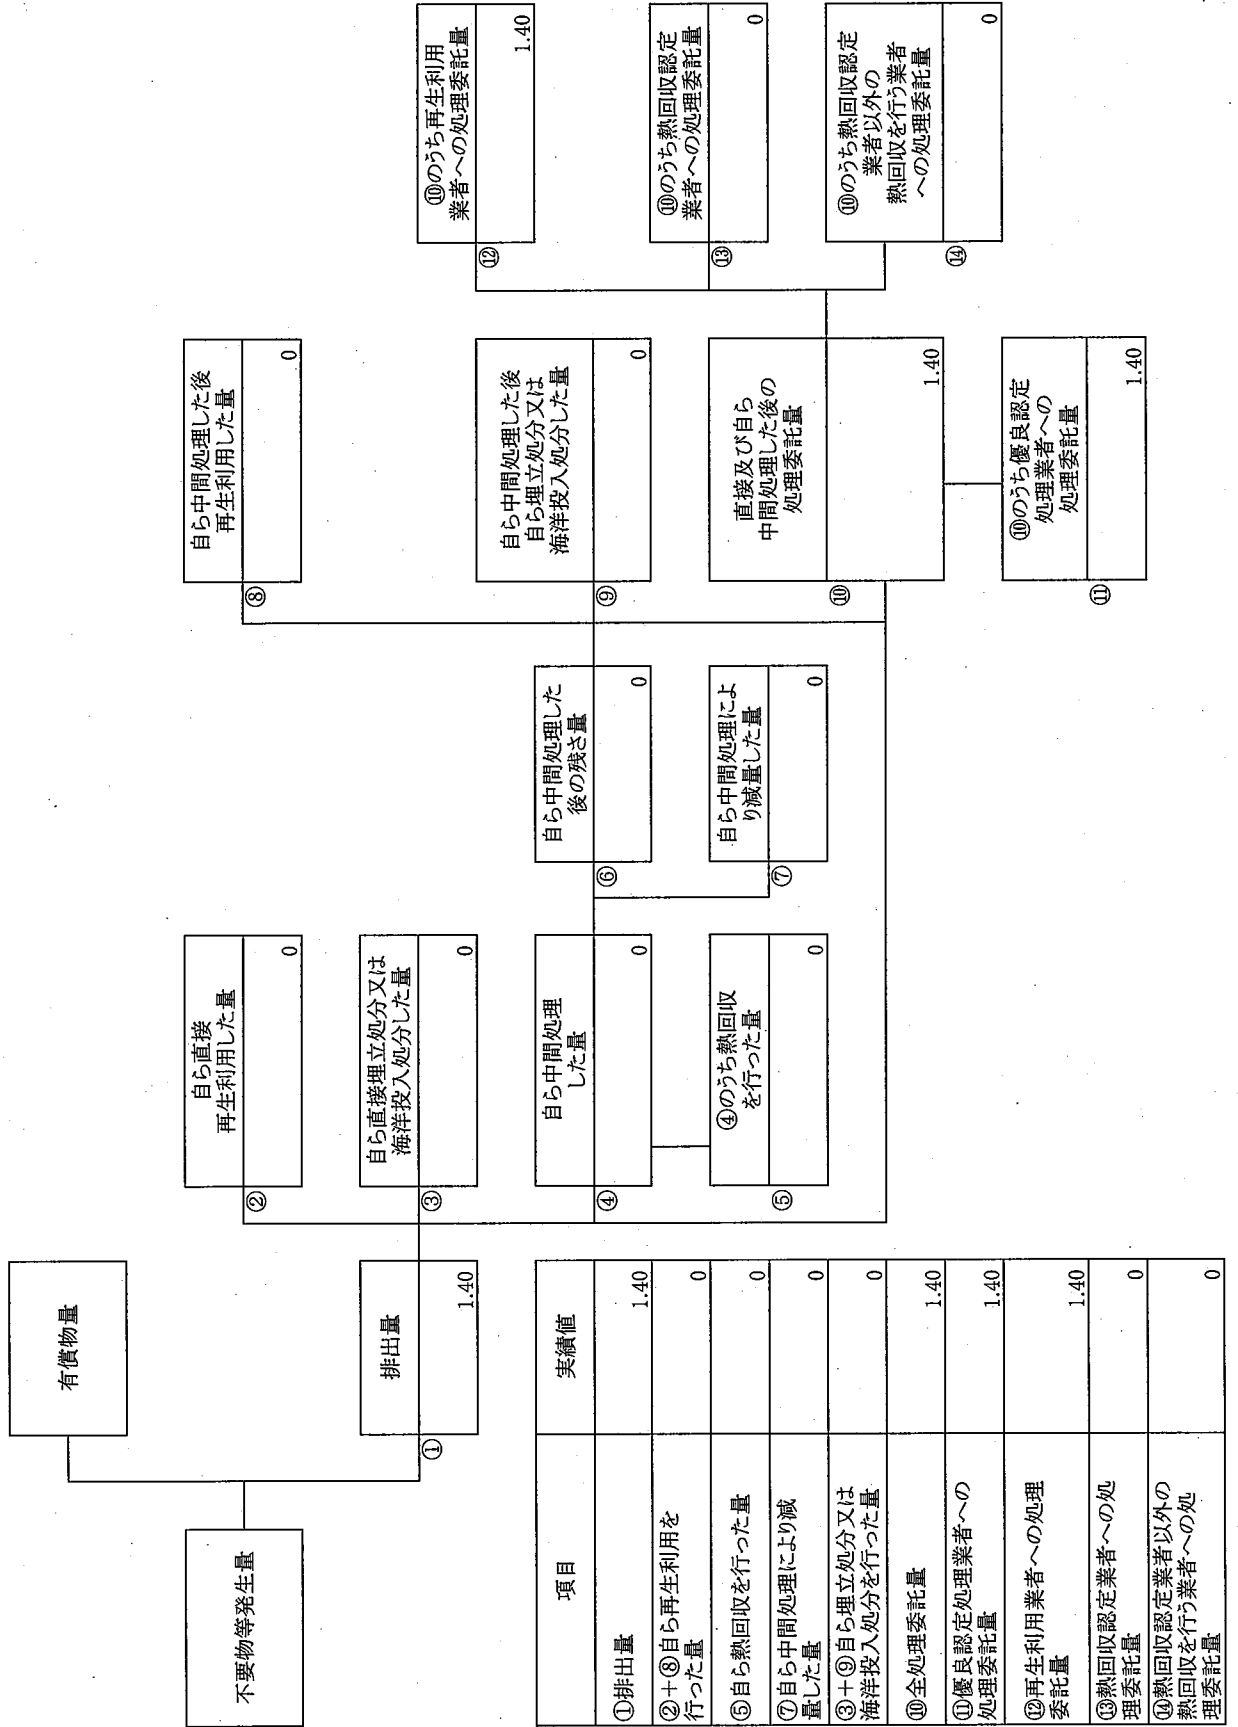 不要物等発生量
有償物量
①
排出量
1.40
②
自ら直接
再生利用した量
0
③
自ら直接埋立処分又は
海洋投入処分した量
0
④
自ら中間処理
した量
0
⑤
④のうち熱回収
を行った量
0
⑥
自ら中間処理した
後の残さ量
0
⑦
自ら中間処理によ
り減量した量
0
⑧
自ら中間処理した後
再生利用した量
0
⑨
自ら中間処理した後
自ら埋立処分又は
海洋投入処分した量
0
⑩
直接及び自ら
中間処理した後の
処理委託量
1.40
⑪
⑩のうち優良認定
処理業者への
処理委託量
1.40
⑫
⑩のうち再生利用
業者への処理委託量
1.40
⑬
⑩のうち熱回収認定
業者への処理委託量
0
⑭
⑩のうち熱回収認定
業者以外の
熱回収を行う業者
への処理委託量
0
項目 実績値
①排出量 1.40
②+⑧自ら再生利用を
行った量 0
⑤自ら熱回収を行った量 0
⑦自ら中間処理により減
量した量 0
③+⑨自ら埋立処分又は
海洋投入処分を行った量 0
⑩全処理委託量 1.40
⑪優良認定処理業者への
処理委託量 1.40
⑫再生利用業者への処理
委託量 1.40
⑬熱回収認定業者への処
理委託量 0
⑭熱回収認定業者以外の
熱回収を行う業者への処
理委託量 0